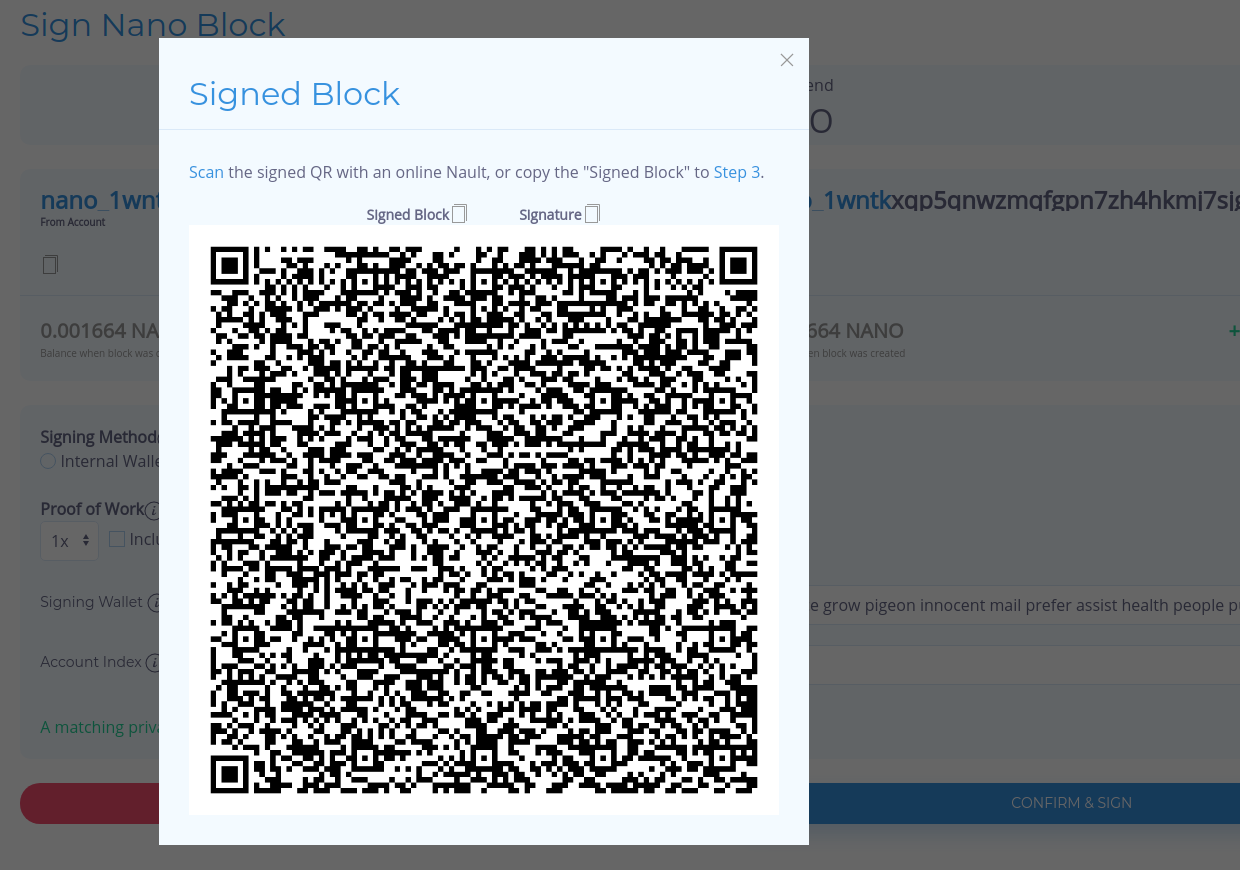 Sign Nano Block
end
O
Signed Block
Scan the signed QR with an online Nault, or copy the "Signed Block" to Step 3.
Signed Block
Signature
nano_1wnt
o_1wntkxqp5qnwzmqfgpn7zh4hkmj7sjg
From Account
0.001664 NA
664 NANO
+
Balance when block was c
en block was created
Signing Method
Internal Walle
Proof of Work
1x
Inclu
Signing Wallet
e grow pigeon innocent mail prefer assist health people p
Account Index
A matching priva
CONFIRM & SIGN